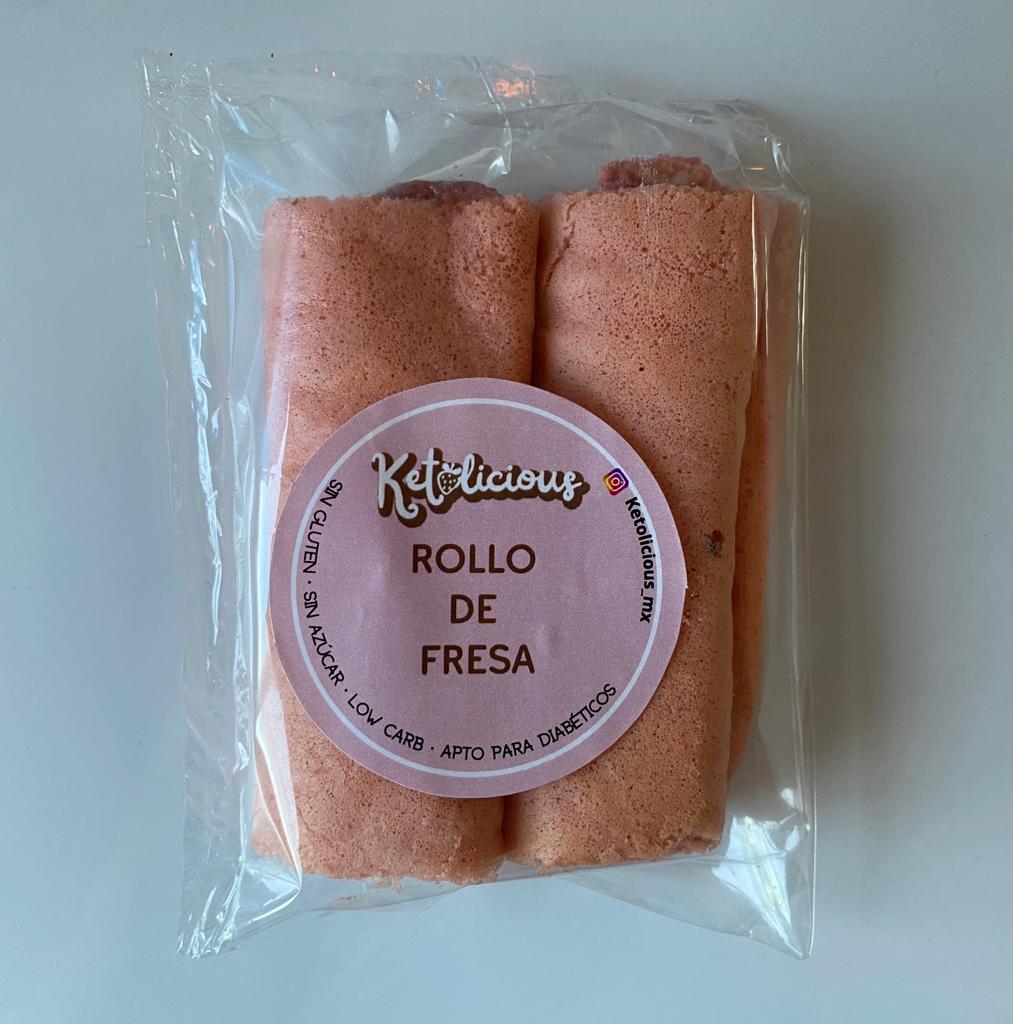 Ketolicious
ROLLO
DE
FRESA
Ketolicious_mx
SIN GLUTEN · SIN AZÚCAR · LOW CARB · APTO PARA DIABÉTICOS